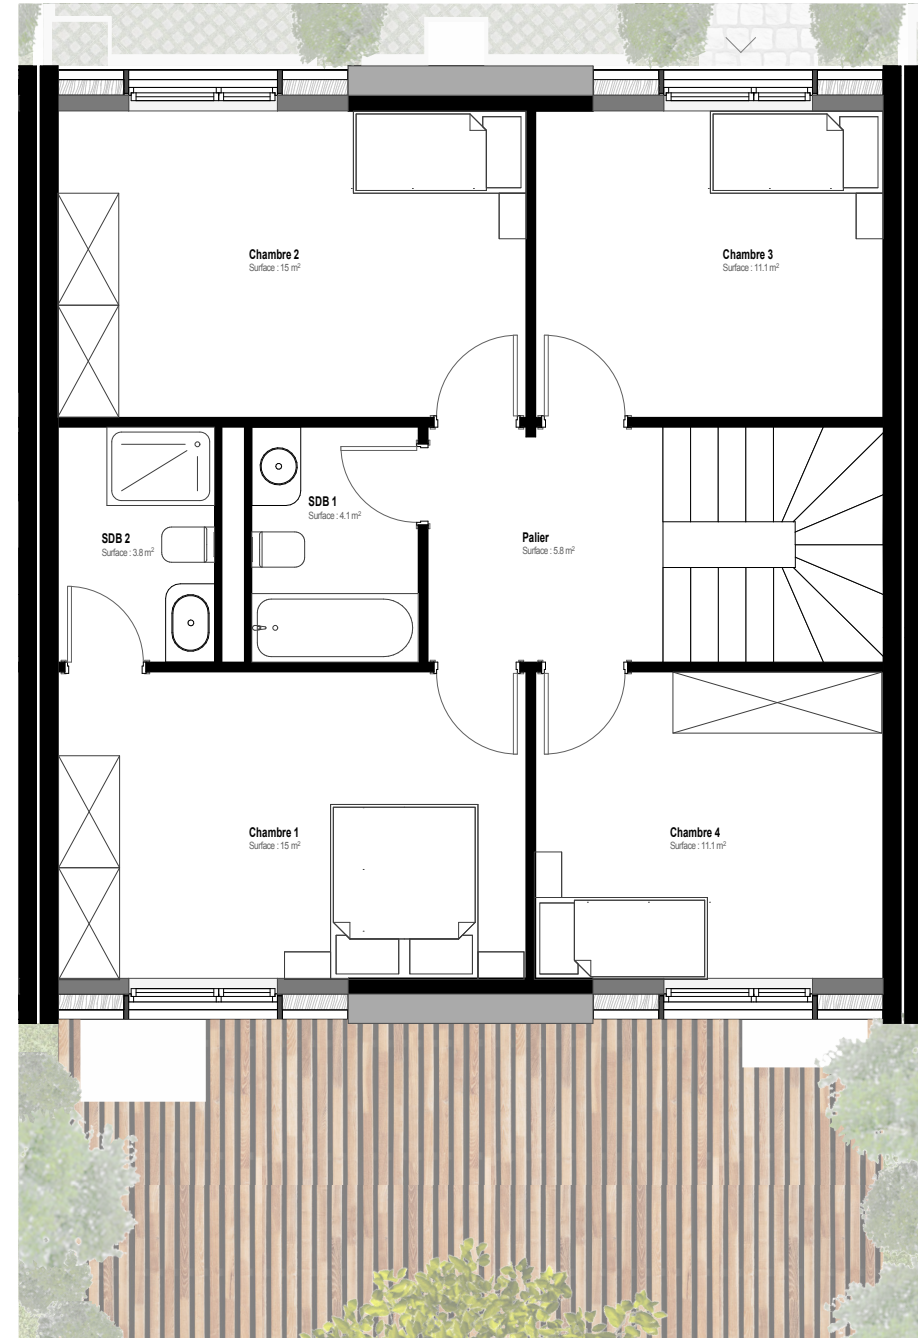 Chambre 2
Surface : 15 m²
Chambre 3
Surface : 11.1 m²
SDB 1
Surface : 4.1 m²
SDB 2
Surface : 3.8 m²
Palier
Surface : 5.8 m²
Chambre 1
Surface : 15 m²
Chambre 4
Surface : 11.1 m²